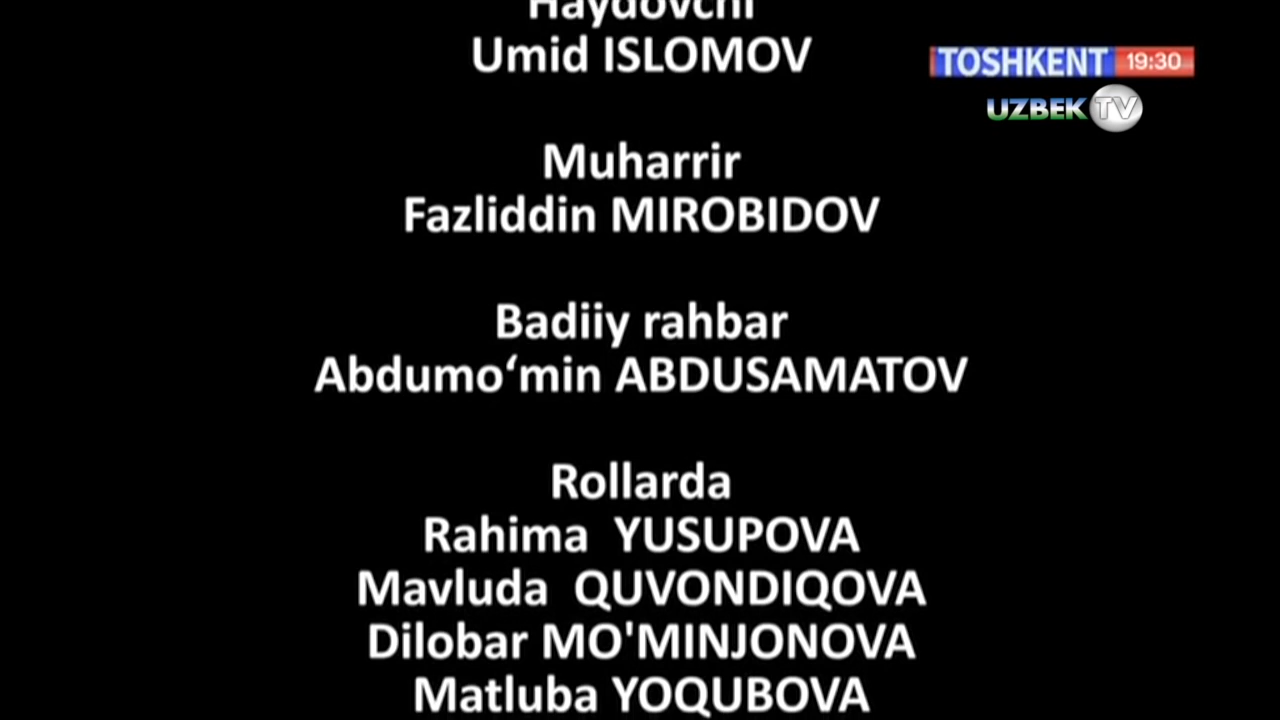 Haydovchi
Umid ISLOMOV
TOSHKENT 19:30
UZBEK TV
Muharrir
Fazliddin MIROBIDOV
Badiiy rahbar
Abdumo‘min ABDUSAMATOV
Rollarda
Rahima YUSUPOVA
Mavluda QUVONDIQOVA
Dilobar MO'MINJONOVA
Matluba YOQUBOVA